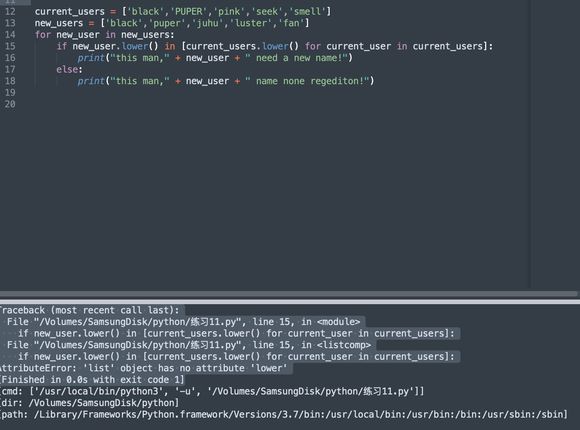 12 current_users = ['black','PUPER','pink','seek','smell']
13 new_users = ['black','puper','juhu','luster','fan']
14 for new_user in new_users:
15 if new_user.lower() in [current_users.lower() for current_user in current_users]:
16 print("this man," + new_user + " need a new name!")
17 else:
18 print("this man," + new_user + " name none regediton!")
19
20
Traceback (most recent call last):
File "/Volumes/SamsungDisk/python/练习11.py", line 15, in <module>
if new_user.lower() in [current_users.lower() for current_user in current_users]:
File "/Volumes/SamsungDisk/python/练习11.py", line 15, in <listcomp>
if new_user.lower() in [current_users.lower() for current_user in current_users]:
AttributeError: 'list' object has no attribute 'lower'
[Finished in 0.0s with exit code 1]
[cmd: ['/usr/local/bin/python3', '-u', '/Volumes/SamsungDisk/python/练习11.py']]
[dir: /Volumes/SamsungDisk/python]
[path: /Library/Frameworks/Python.framework/Versions/3.7/bin:/usr/local/bin:/usr/bin:/bin:/usr/sbin:/sbin]